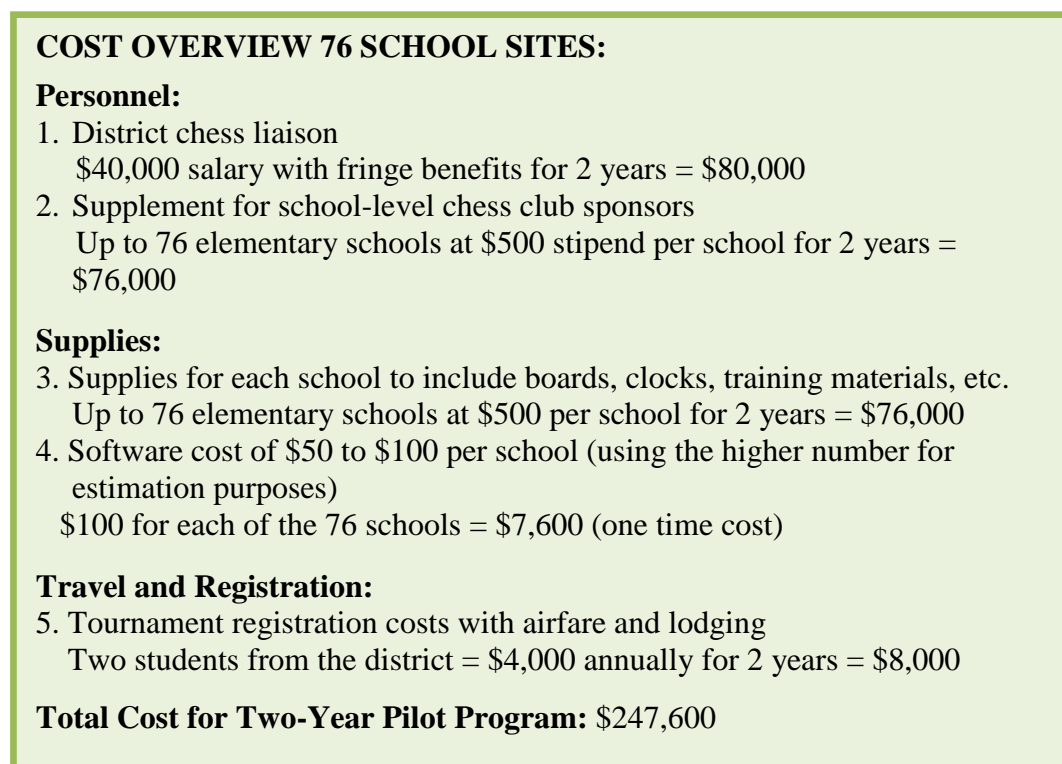 COST OVERVIEW 76 SCHOOL SITES:
Personnel:
1. District chess liaison
$40,000 salary with fringe benefits for 2 years = $80,000
2. Supplement for school-level chess club sponsors
Up to 76 elementary schools at $500 stipend per school for 2 years =
$76,000
Supplies:
3. Supplies for each school to include boards, clocks, training materials, etc.
Up to 76 elementary schools at $500 per school for 2 years = $76,000
4. Software cost of $50 to $100 per school (using the higher number for
estimation purposes)
$100 for each of the 76 schools = $7,600 (one time cost)
Travel and Registration:
5. Tournament registration costs with airfare and lodging
Two students from the district = $4,000 annually for 2 years = $8,000
Total Cost for Two-Year Pilot Program: $247,600